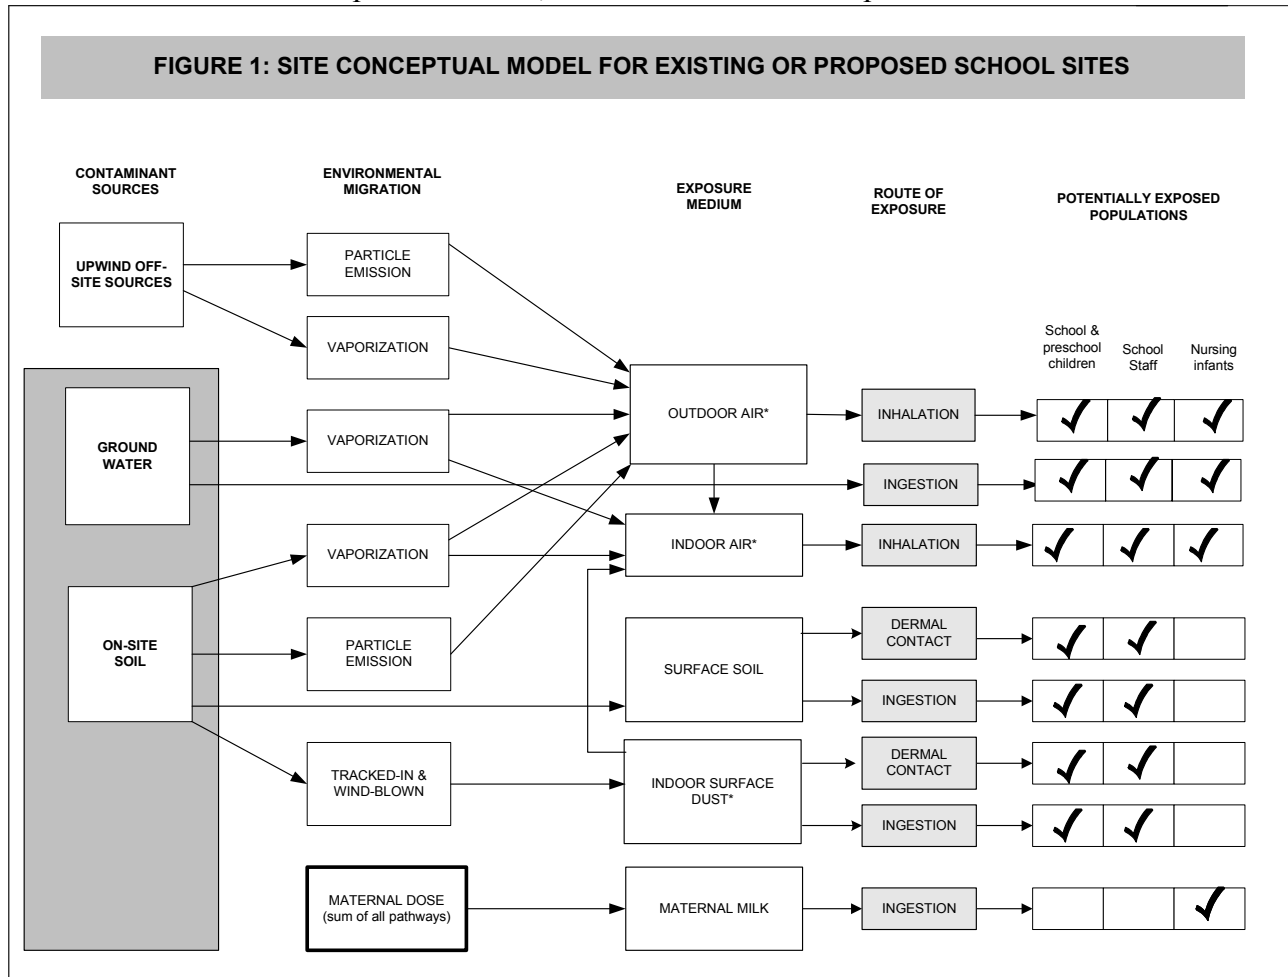 FIGURE 1: SITE CONCEPTUAL MODEL FOR EXISTING OR PROPOSED SCHOOL SITES
CONTAMINANT
SOURCES
ENVIRONMENTAL
MIGRATION
EXPOSURE
MEDIUM
ROUTE OF
EXPOSURE
POTENTIALLY EXPOSED
POPULATIONS
UPWIND OFF-
SITE SOURCES
PARTICLE
EMISSION
VAPORIZATION
School &
preschool
children
School
Staff
Nursing
infants
GROUND
WATER
VAPORIZATION
OUTDOOR AIR*
INHALATION
INGESTION
VAPORIZATION
INDOOR AIR*
INHALATION
ON-SITE
SOIL
PARTICLE
EMISSION
SURFACE SOIL
DERMAL
CONTACT
INGESTION
TRACKED-IN &
WIND-BLOWN
INDOOR SURFACE
DUST*
DERMAL
CONTACT
INGESTION
MATERNAL DOSE
(sum of all pathways)
MATERNAL MILK
INGESTION